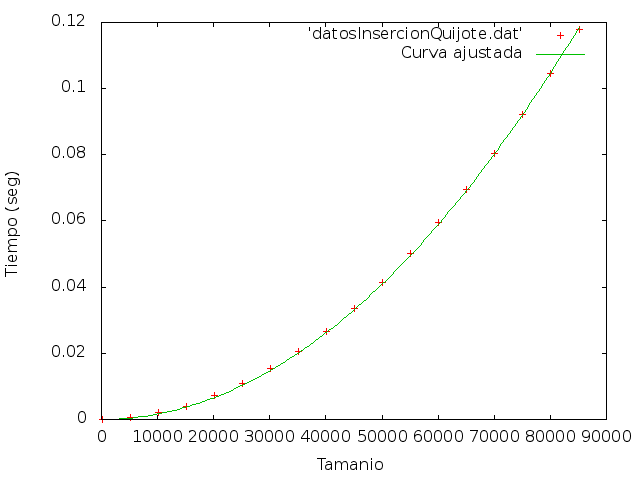 0.12
0.1
0.08
0.06
0.04
0.02
0
Tiempo (seg)
'datosInsercionQuijote.dat'
Curva ajustada
0 10000 20000 30000 40000 50000 60000 70000 80000 90000
Tamanio